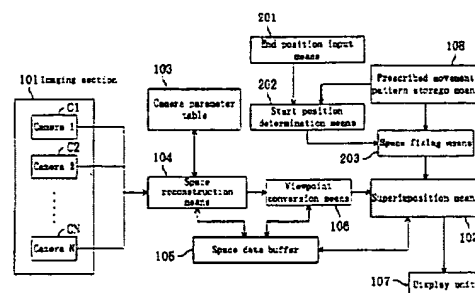 201
End position input
means
108
101 Imaging section
103
202
Prescribed movement
pattern storage means
C1
Camera 1
Camera parameter
table
Start position
determination means
C2
Camera 2
104
203
Space fixing means
Space
reconstruction
means
Viewpoint
conversion means
Superimposition means
CN
Camera N
106
102
Space data buffer
105
107
Display unit